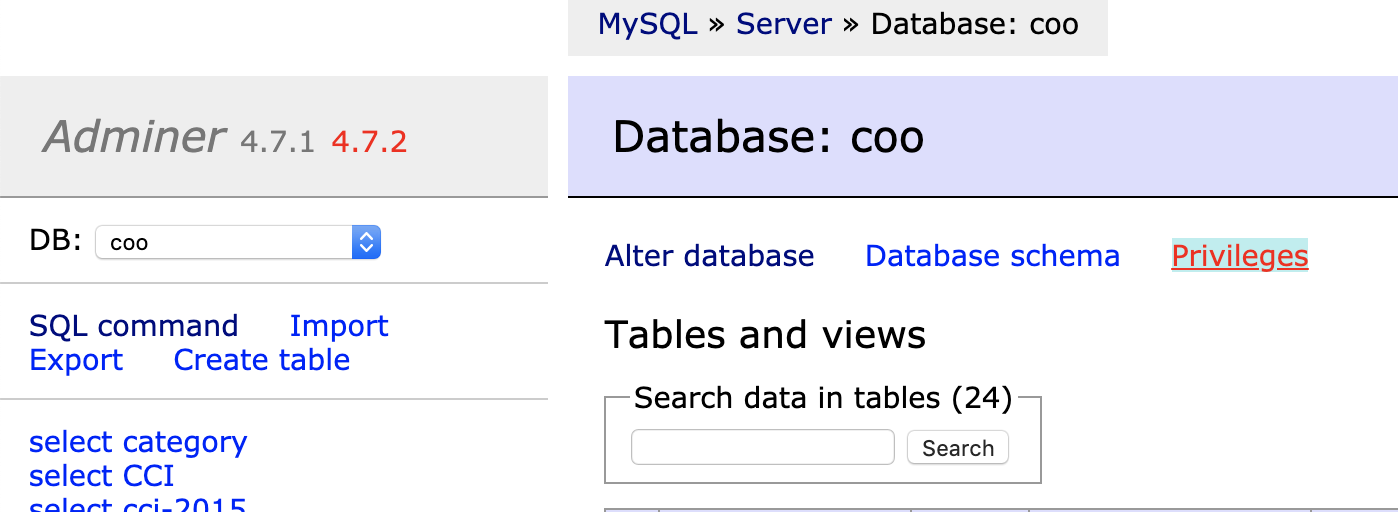 MySQL » Server » Database: coo
Adminer 4.7.1 4.7.2
Database: coo
DB: coo
SQL command Import
Export Create table
select category
select CCI
select cci-2015
Alter database Database schema Privileges
Tables and views
Search data in tables (24)
Search